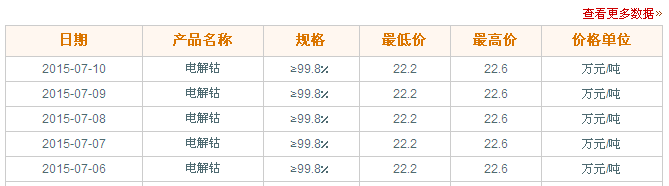 查看更多数据»
日期 产品名称 规格 最低价 最高价 价格单位
2015-07-10 电解钴 ≥99.8% 22.2 22.6 万元/吨
2015-07-09 电解钴 ≥99.8% 22.2 22.6 万元/吨
2015-07-08 电解钴 ≥99.8% 22.2 22.6 万元/吨
2015-07-07 电解钴 ≥99.8% 22.2 22.6 万元/吨
2015-07-06 电解钴 ≥99.8% 22.2 22.6 万元/吨